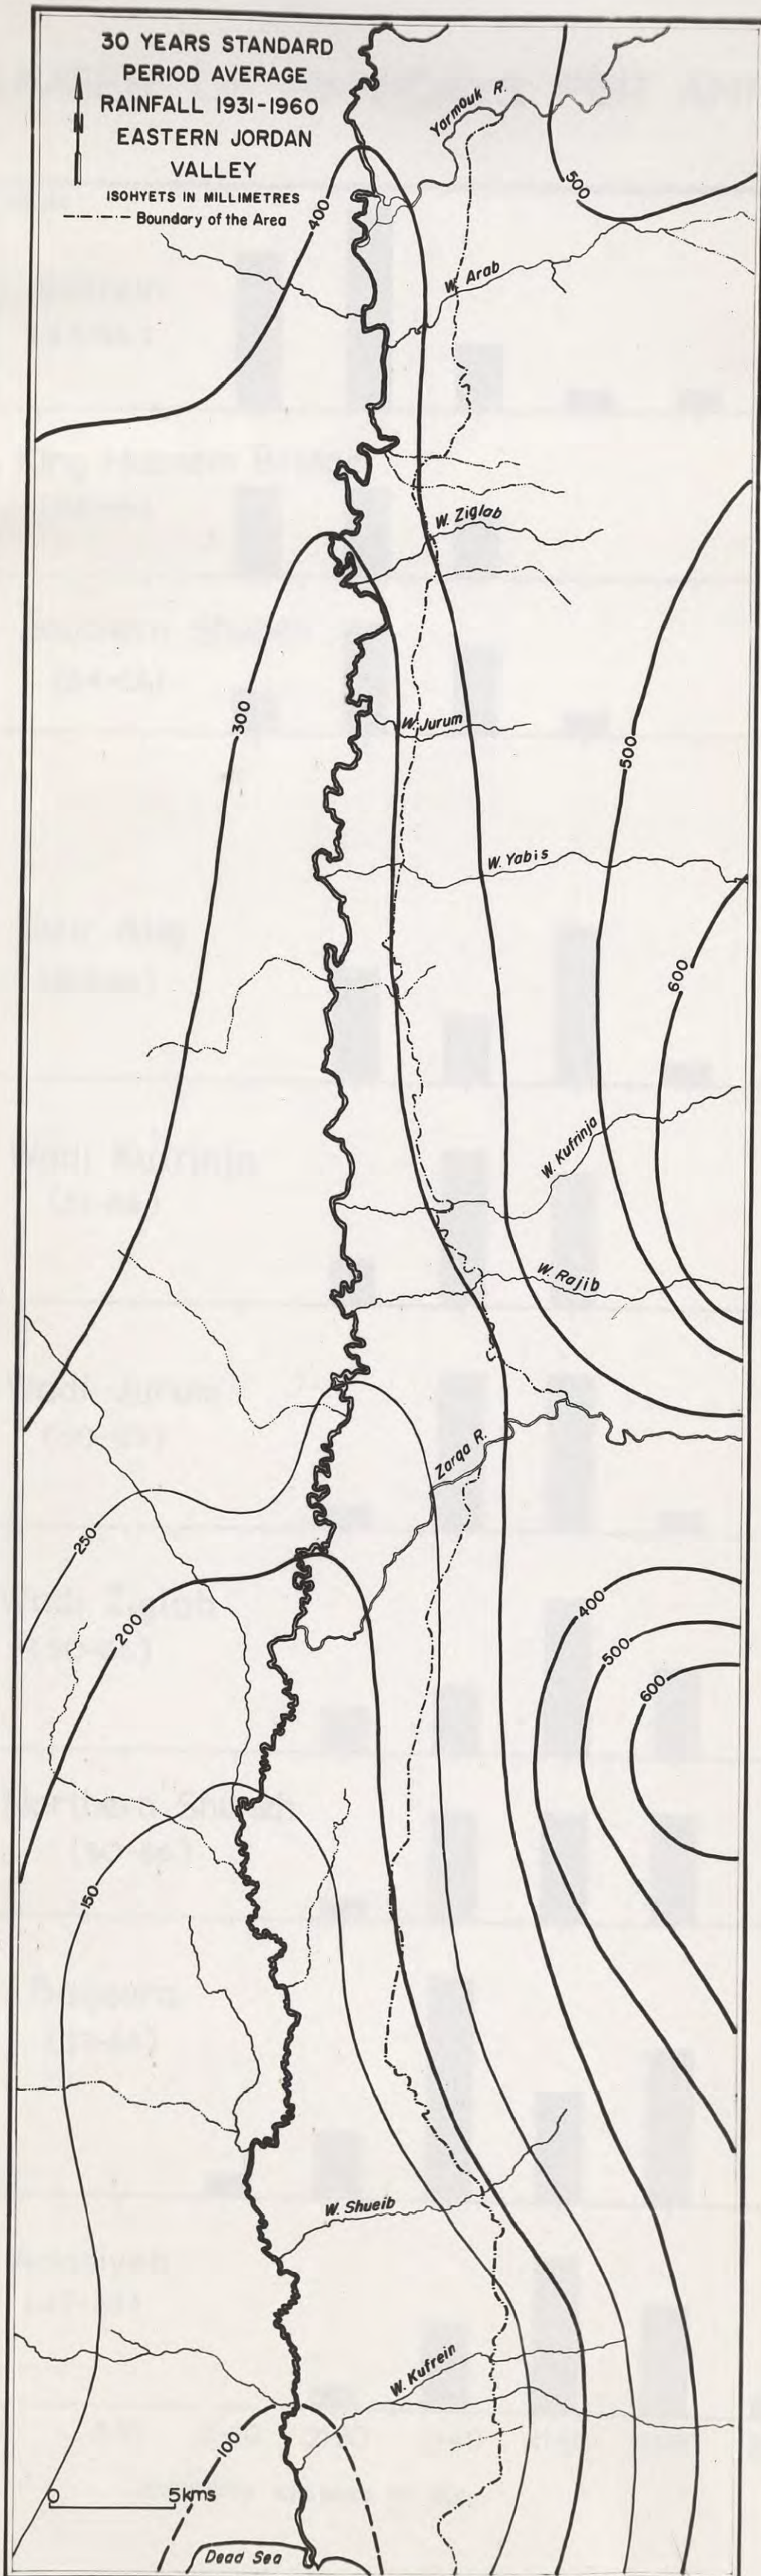 30 YEARS STANDARD
PERIOD AVERAGE
RAINFALL 1931-1960
EASTERN JORDAN
VALLEY
ISOHYETS IN MILLIMETRES
Boundary of the Area
N
Yarmouk R.
500
400
W. Arab
W. Ziglab
300
W. Jurum
500
W. Yabis
600
W. Kufrinja
W. Rajib
Zarqa R.
250
200
400
500
600
150
W. Shueib
W. Kufrein
100
0 5kms
Dead Sea